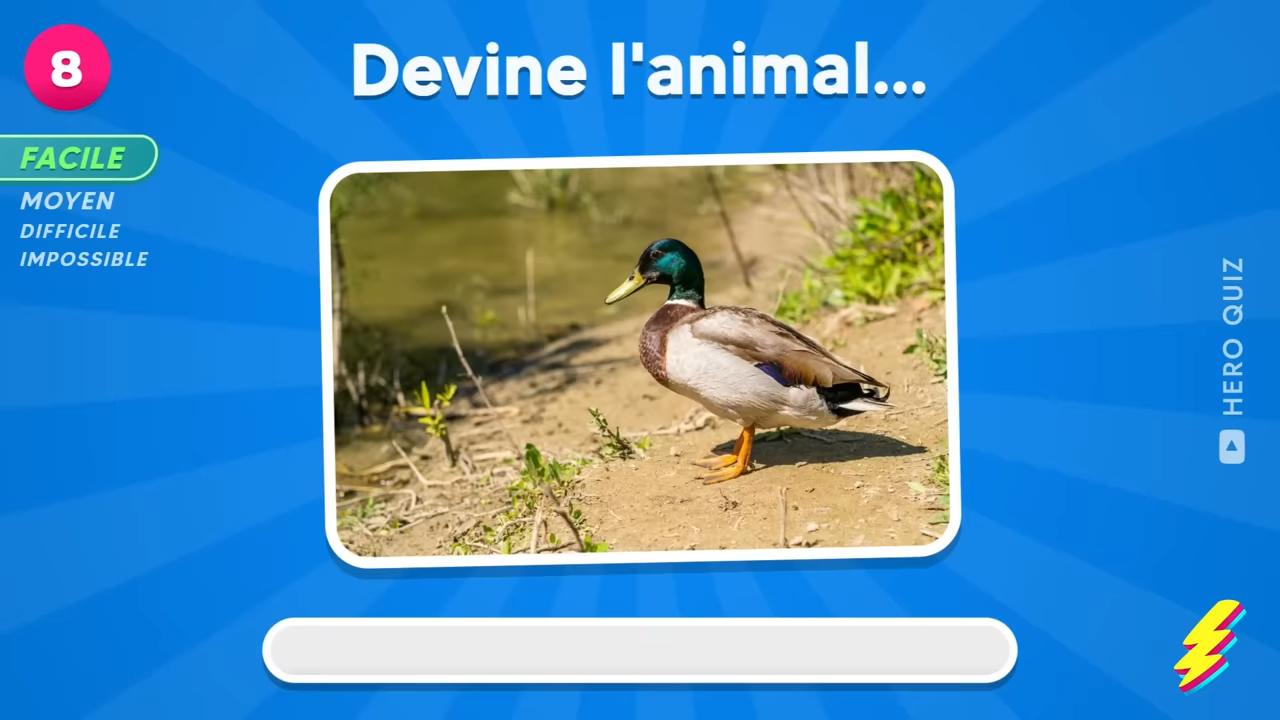 8
Devine l'animal...
FACILE
MOYEN
DIFFICILE
IMPOSSIBLE
HERO QUIZ